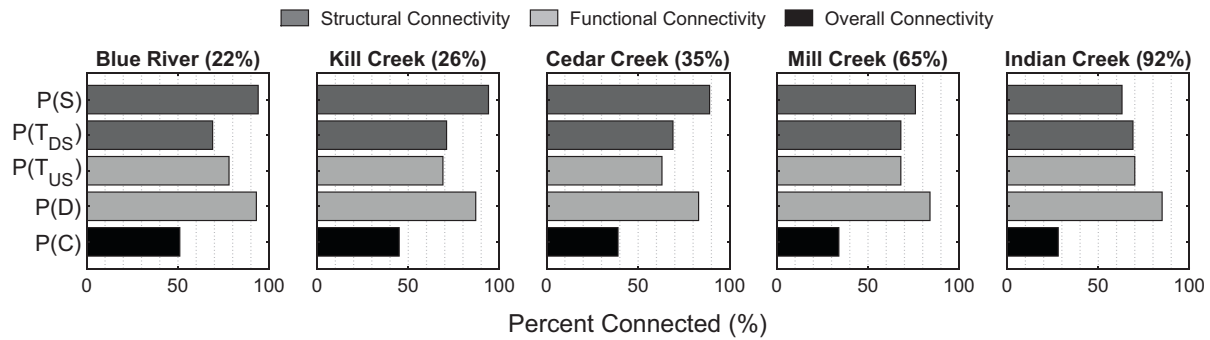 Structural Connectivity Functional Connectivity Overall Connectivity
Blue River (22%) Kill Creek (26%) Cedar Creek (35%) Mill Creek (65%) Indian Creek (92%)
P(S)
P(T_DS)
P(T_US)
P(D)
P(C)
0 50 100 0 50 100 0 50 100 0 50 100 0 50 100
Percent Connected (%)